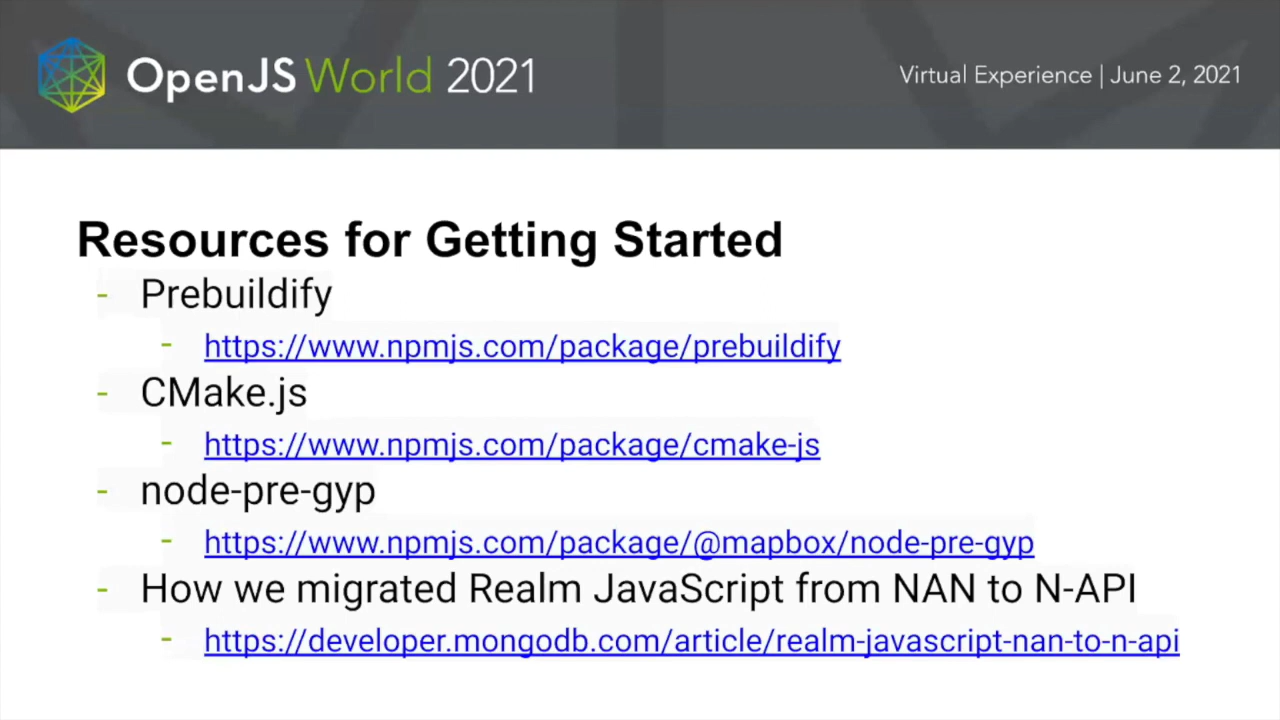 OpenJS World 2021
Virtual Experience | June 2, 2021
Resources for Getting Started
- Prebuildify
- https://www.npmjs.com/package/prebuildify
- CMake.js
- https://www.npmjs.com/package/cmake-js
- node-pre-gyp
- https://www.npmjs.com/package/@mapbox/node-pre-gyp
- How we migrated Realm JavaScript from NAN to N-API
- https://developer.mongodb.com/article/realm-javascript-nan-to-n-api